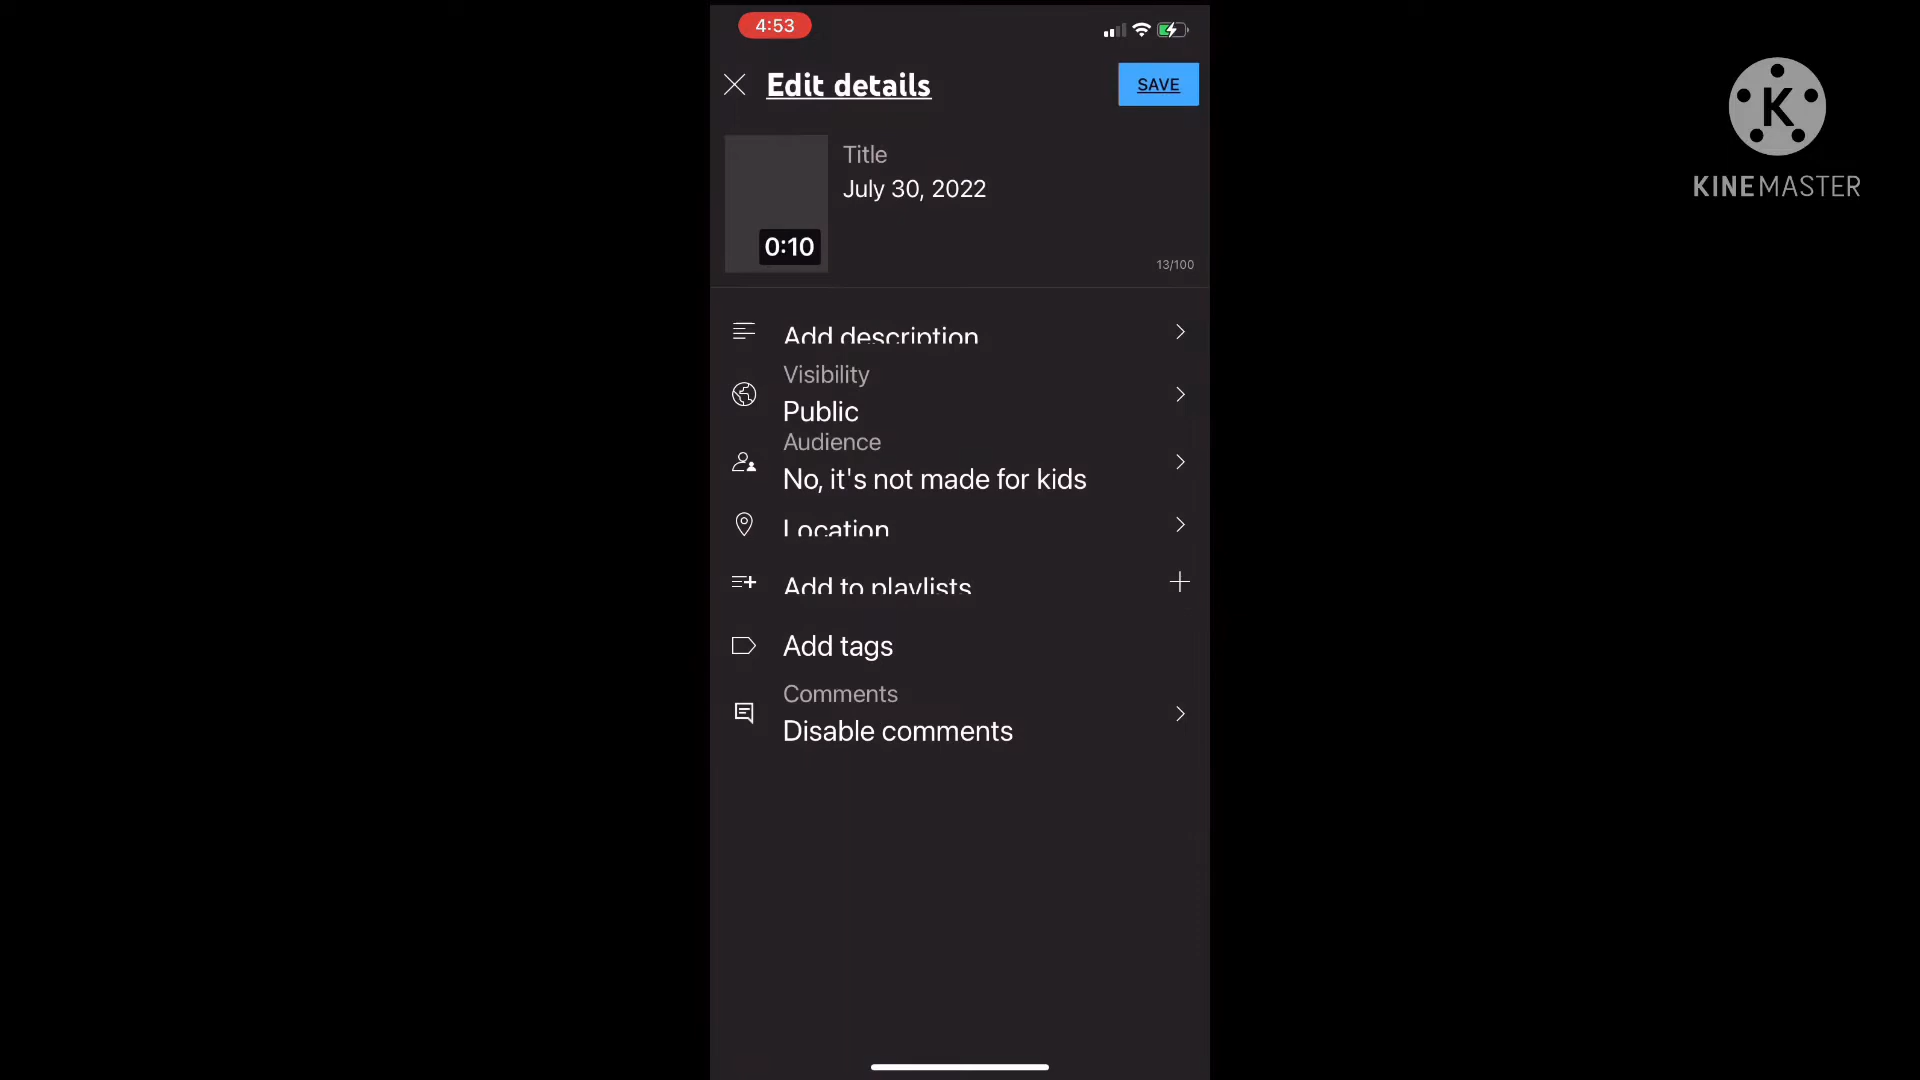 4:53
Edit details
SAVE
Title
July 30, 2022
0:10
13/100
Add description
Visibility
Public
Audience
No, it's not made for kids
Location
Add to playlists
Add tags
Comments
Disable comments
K
KINEMASTER